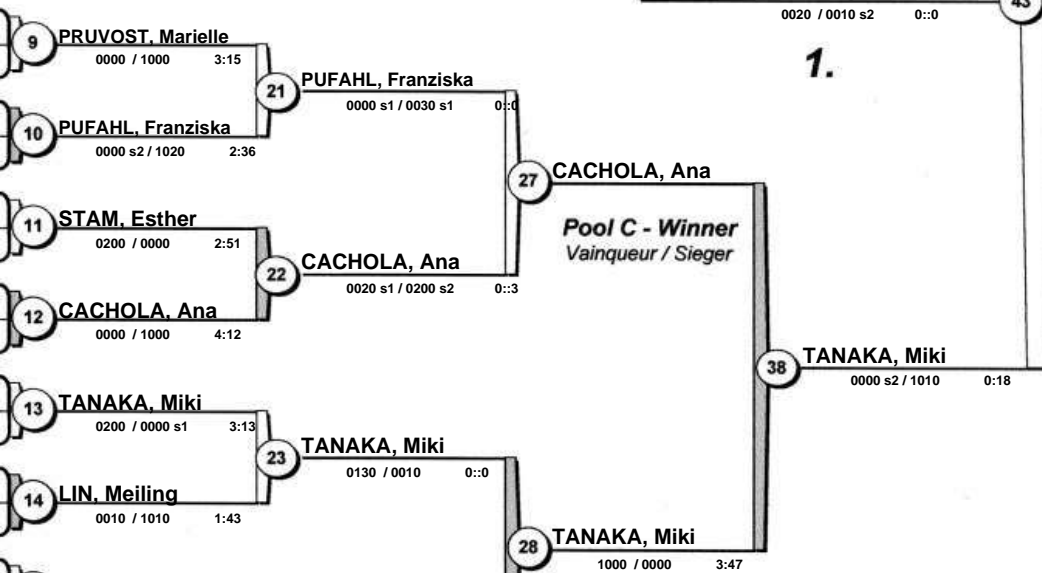 43
0020 / 0010 s2 0::0
9 PRUVOST, Marielle
0000 / 1000 3:15
1.
21 PUFAHL, Franziska
0000 s1 / 0030 s1 0::0
10 PUFAHL, Franziska
0000 s2 / 1020 2:36
27 CACHOLA, Ana
11 STAM, Esther
0200 / 0000 2:51
Pool C - Winner
Vainqueur / Sieger
22 CACHOLA, Ana
0020 s1 / 0200 s2 0::3
12 CACHOLA, Ana
0000 / 1000 4:12
38 TANAKA, Miki
0000 s2 / 1010 0:18
13 TANAKA, Miki
0200 / 0000 s1 3:13
23 TANAKA, Miki
0130 / 0010 0::0
14 LIN, Meiling
0010 / 1010 1:43
28 TANAKA, Miki
1000 / 0000 3:47